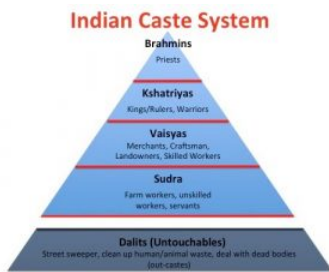 Indian Caste System
Brahmins
Priests
Kshatriyas
Kings/Rulers, Warriors
Vaisyas
Merchants, Craftsman,
Landowners, Skilled Workers
Sudra
Farm workers, unskilled
workers, servants
Dalits (Untouchables)
Street sweeper, clean up human/animal waste, deal with dead bodies
(out-castes)